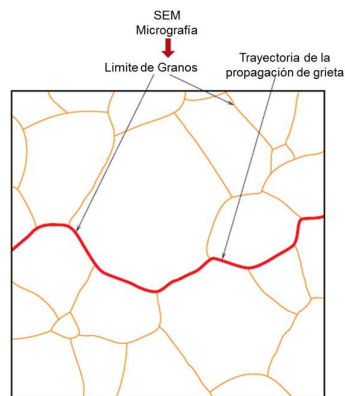 SEM
Micrografía
Limite de Granos
Trayectoria de la
propagación de grieta